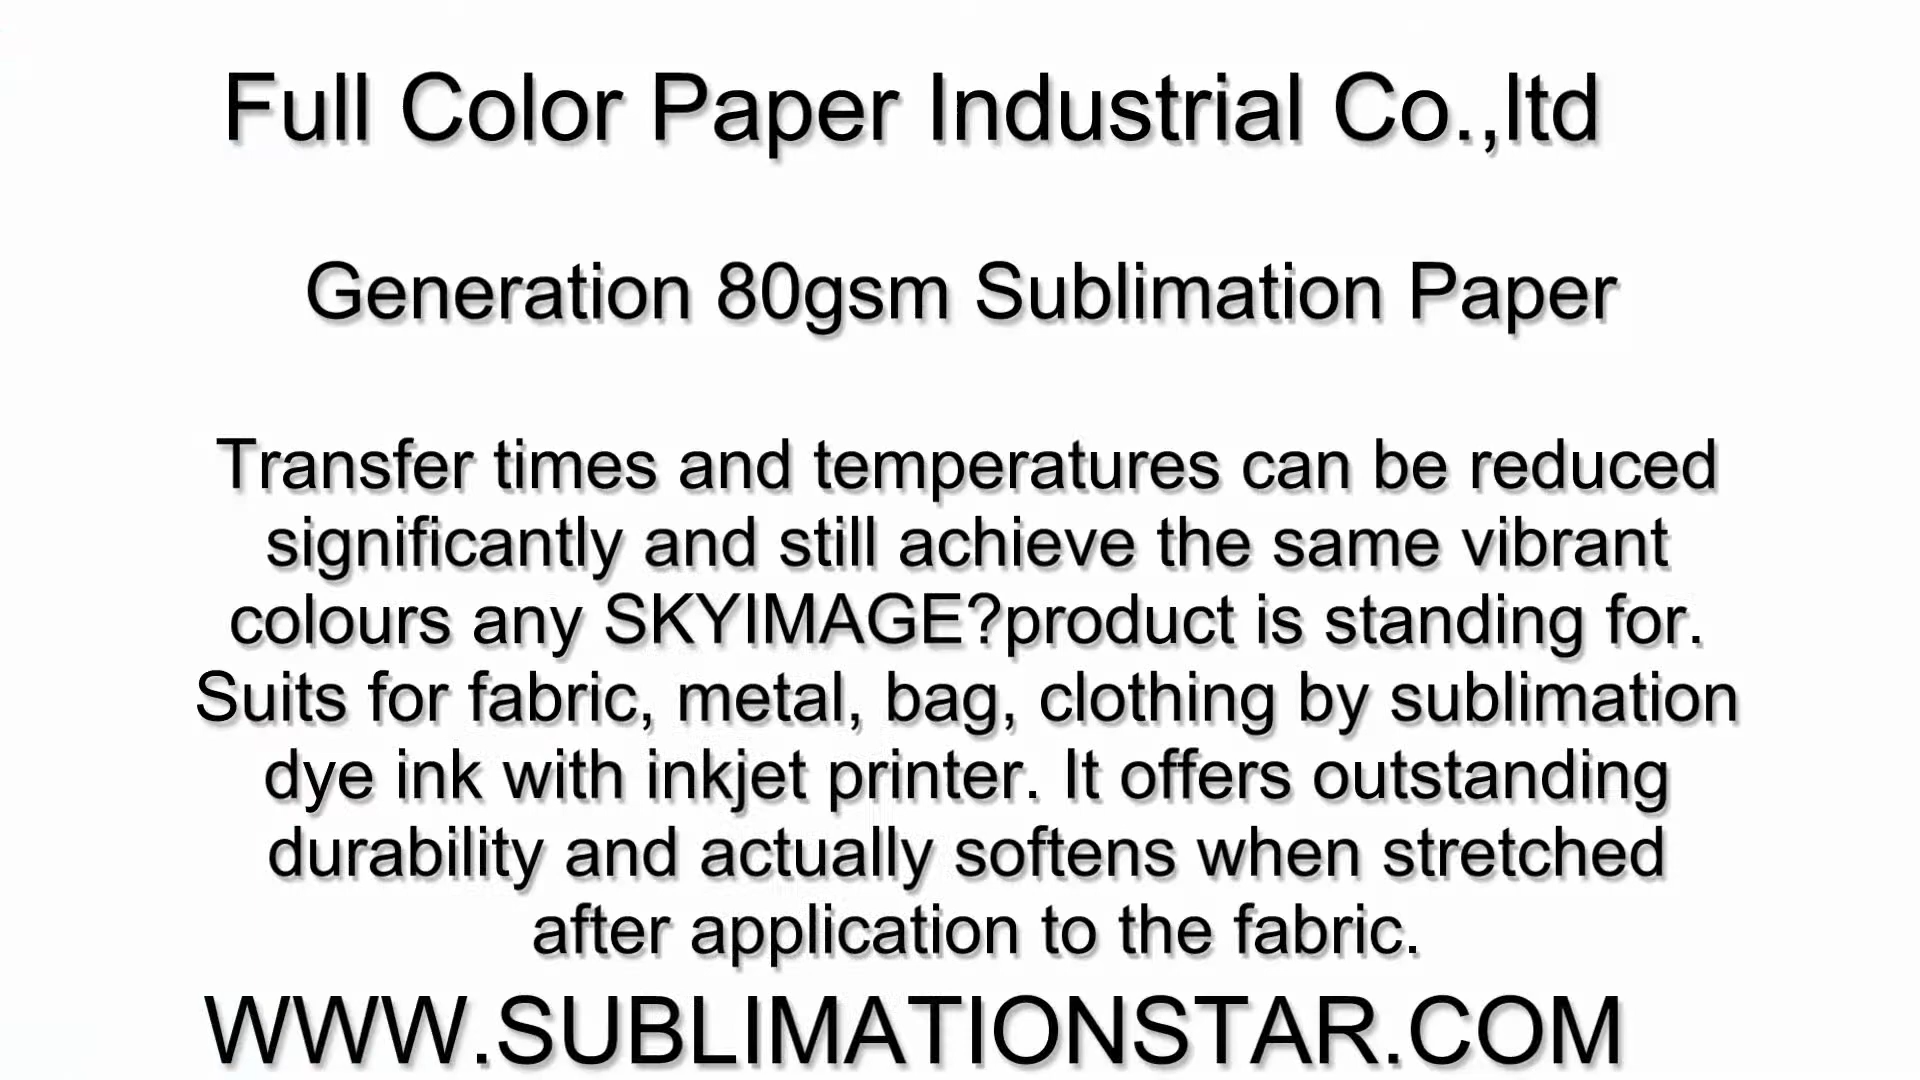 Full Color Paper Industrial Co.,ltd
Generation 80gsm Sublimation Paper
Transfer times and temperatures can be reduced
significantly and still achieve the same vibrant
colours any SKYIMAGE?product is standing for.
Suits for fabric, metal, bag, clothing by sublimation
dye ink with inkjet printer. It offers outstanding
durability and actually softens when stretched
after application to the fabric.
WWW.SUBLIMATIONSTAR.COM